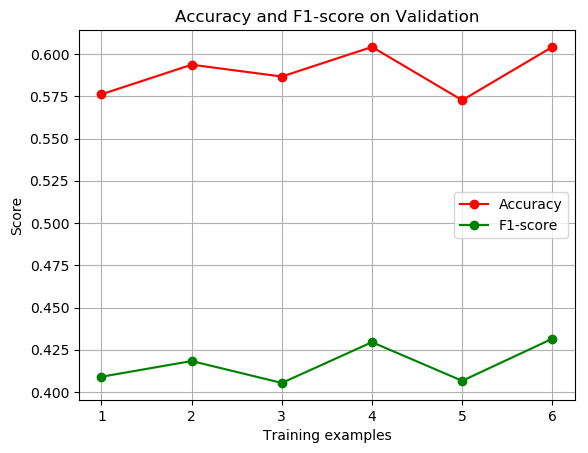 Accuracy and F1-score on Validation
0.600
0.575
0.550
0.525
0.500
0.475
0.450
0.425
0.400
Score
Accuracy
F1-score
1 2 3 4 5 6
Training examples